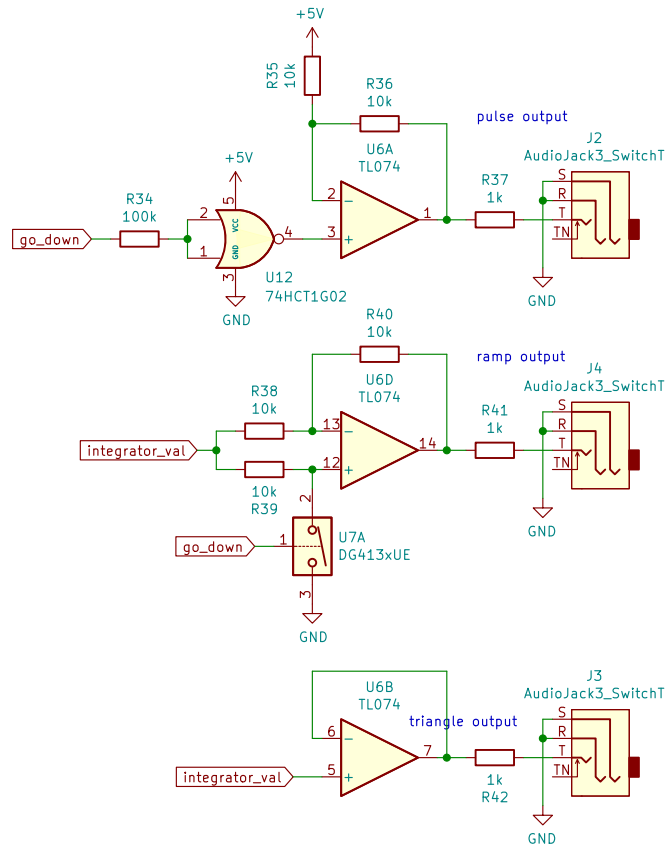 +5V
R35
10k
R36
10k
pulse output
J2
AudioJack3_SwitchT
U6A
TL074
+5V
R34
100k
R37
1k
S
R
T
TN
2
−
1
3
+
5
VCC
2
1
GND
4
3
go_down
U12
74HCT1G02
GND
GND
R40
10k
ramp output
J4
AudioJack3_SwitchT
U6D
TL074
R38
10k
R41
1k
S
R
T
TN
13
−
14
12
+
integrator_val
10k
R39
2
go_down
1
U7A
DG413xUE
3
GND
GND
J3
AudioJack3_SwitchT
U6B
TL074
triangle output
S
R
T
TN
6
−
7
5
+
integrator_val
1k
R42
GND